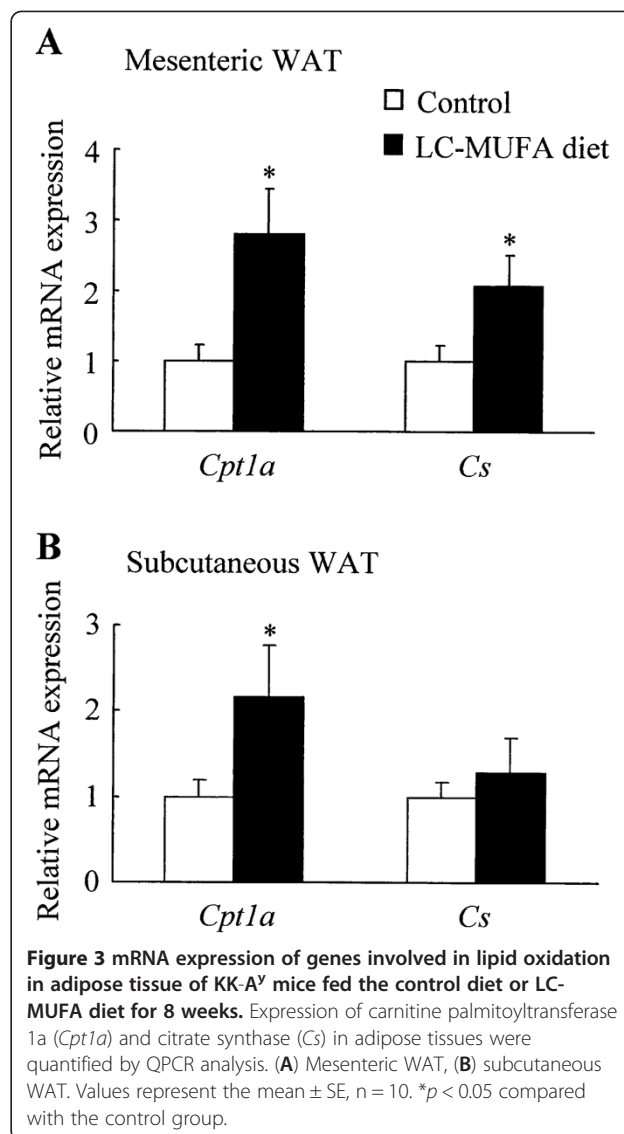 A
Mesenteric WAT
Control
LC-MUFA diet
Relative mRNA expression
4
3
2
1
0
*
*
Cpt1a
Cs
B
Subcutaneous WAT
Relative mRNA expression
3
2
1
0
*
Cpt1a
Cs
Figure 3 mRNA expression of genes involved in lipid oxidation
in adipose tissue of KK-Aʸ mice fed the control diet or LC-
MUFA diet for 8 weeks. Expression of carnitine palmitoyltransferase
1a (Cpt1a) and citrate synthase (Cs) in adipose tissues were
quantified by QPCR analysis. (A) Mesenteric WAT, (B) subcutaneous
WAT. Values represent the mean ± SE, n = 10. *p < 0.05 compared
with the control group.